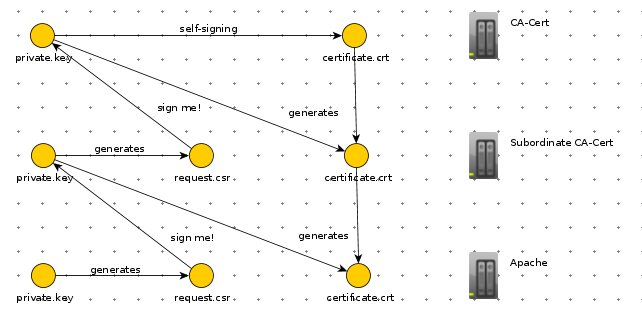 self-signing
CA-Cert
private.key
certificate.crt
sign me!
generates
generates
Subordinate CA-Cert
private.key
request.csr
certificate.crt
sign me!
generates
generates
Apache
private.key
request.csr
certificate.crt